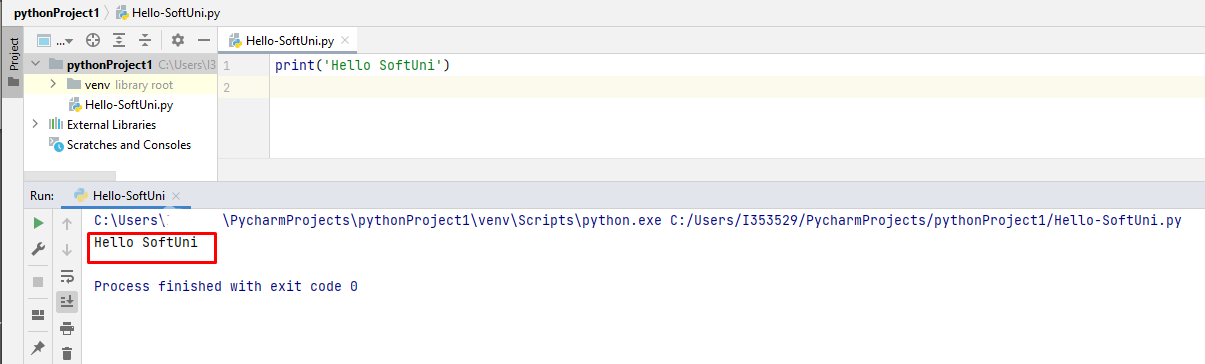 pythonProject1 Hello-SoftUni.py
Project
... Hello-SoftUni.py
pythonProject1 C:\Users\I3
venv library root
Hello-SoftUni.py
External Libraries
Scratches and Consoles
1 print('Hello SoftUni')
2
Run: Hello-SoftUni
C:\Users\ \PycharmProjects\pythonProject1\venv\Scripts\python.exe C:/Users/I353529/PycharmProjects/pythonProject1/Hello-SoftUni.py
Hello SoftUni
Process finished with exit code 0